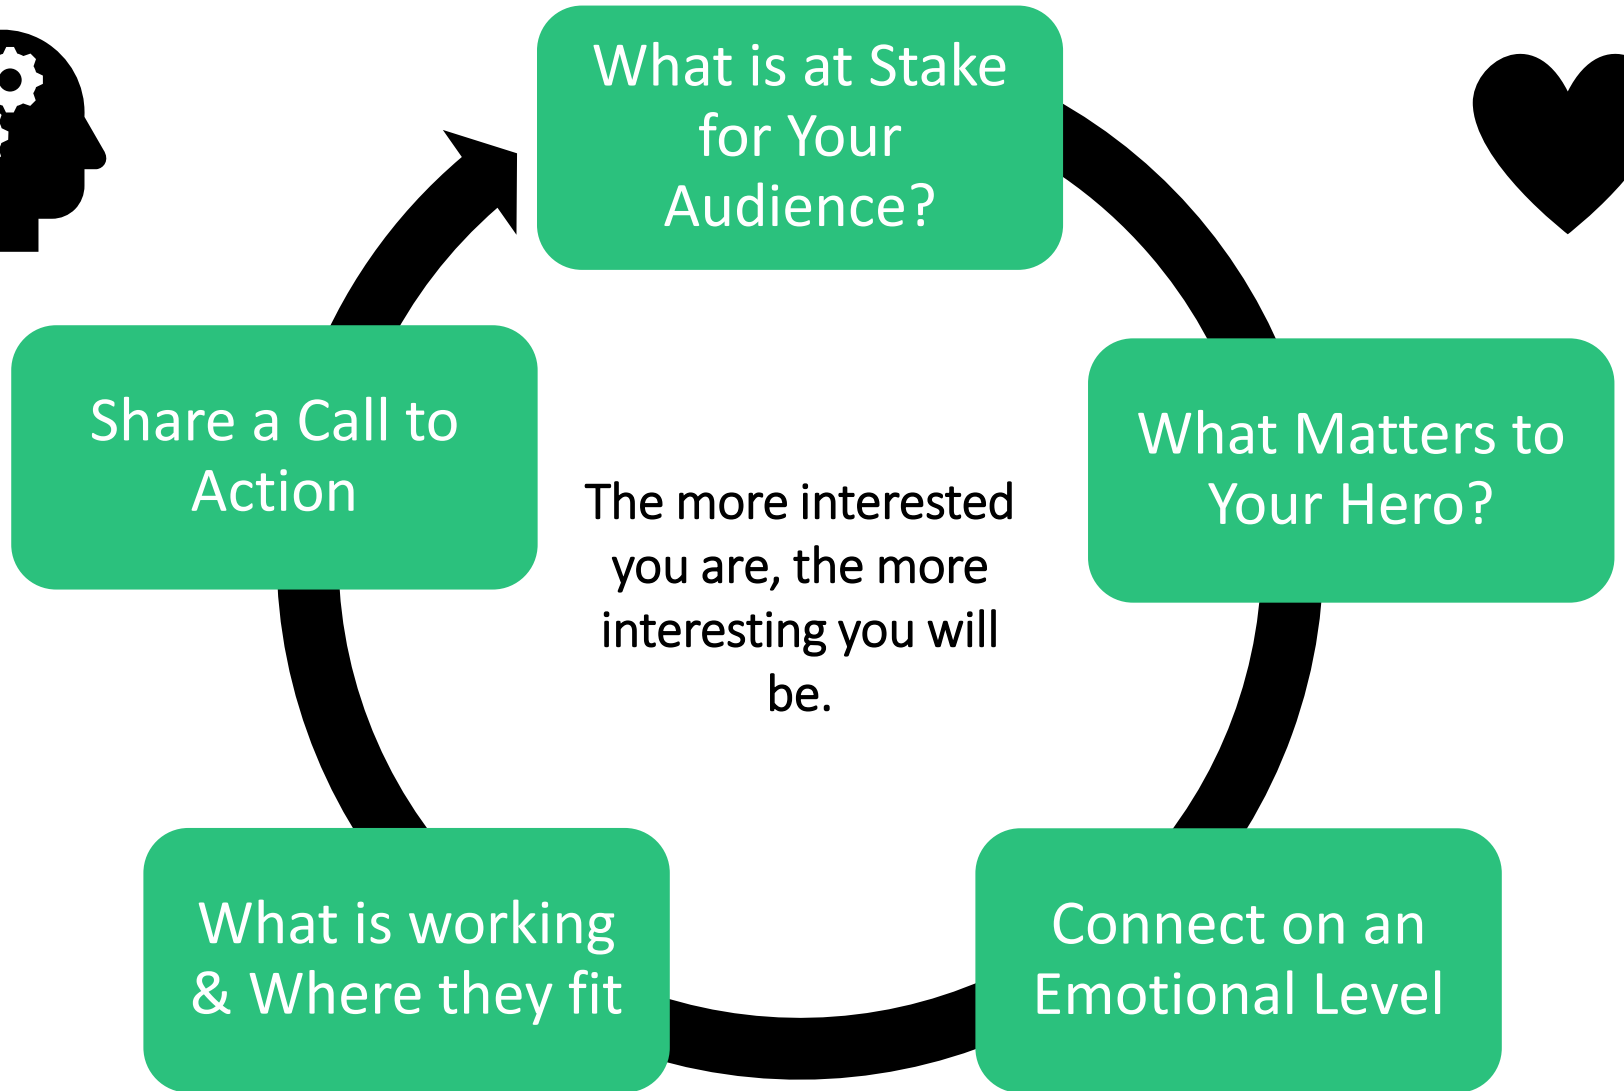 What is at Stake
for Your
Audience?
What Matters to
Your Hero?
Connect on an
Emotional Level
What is working
& Where they fit
Share a Call to
Action
The more interested
you are, the more
interesting you will
be.